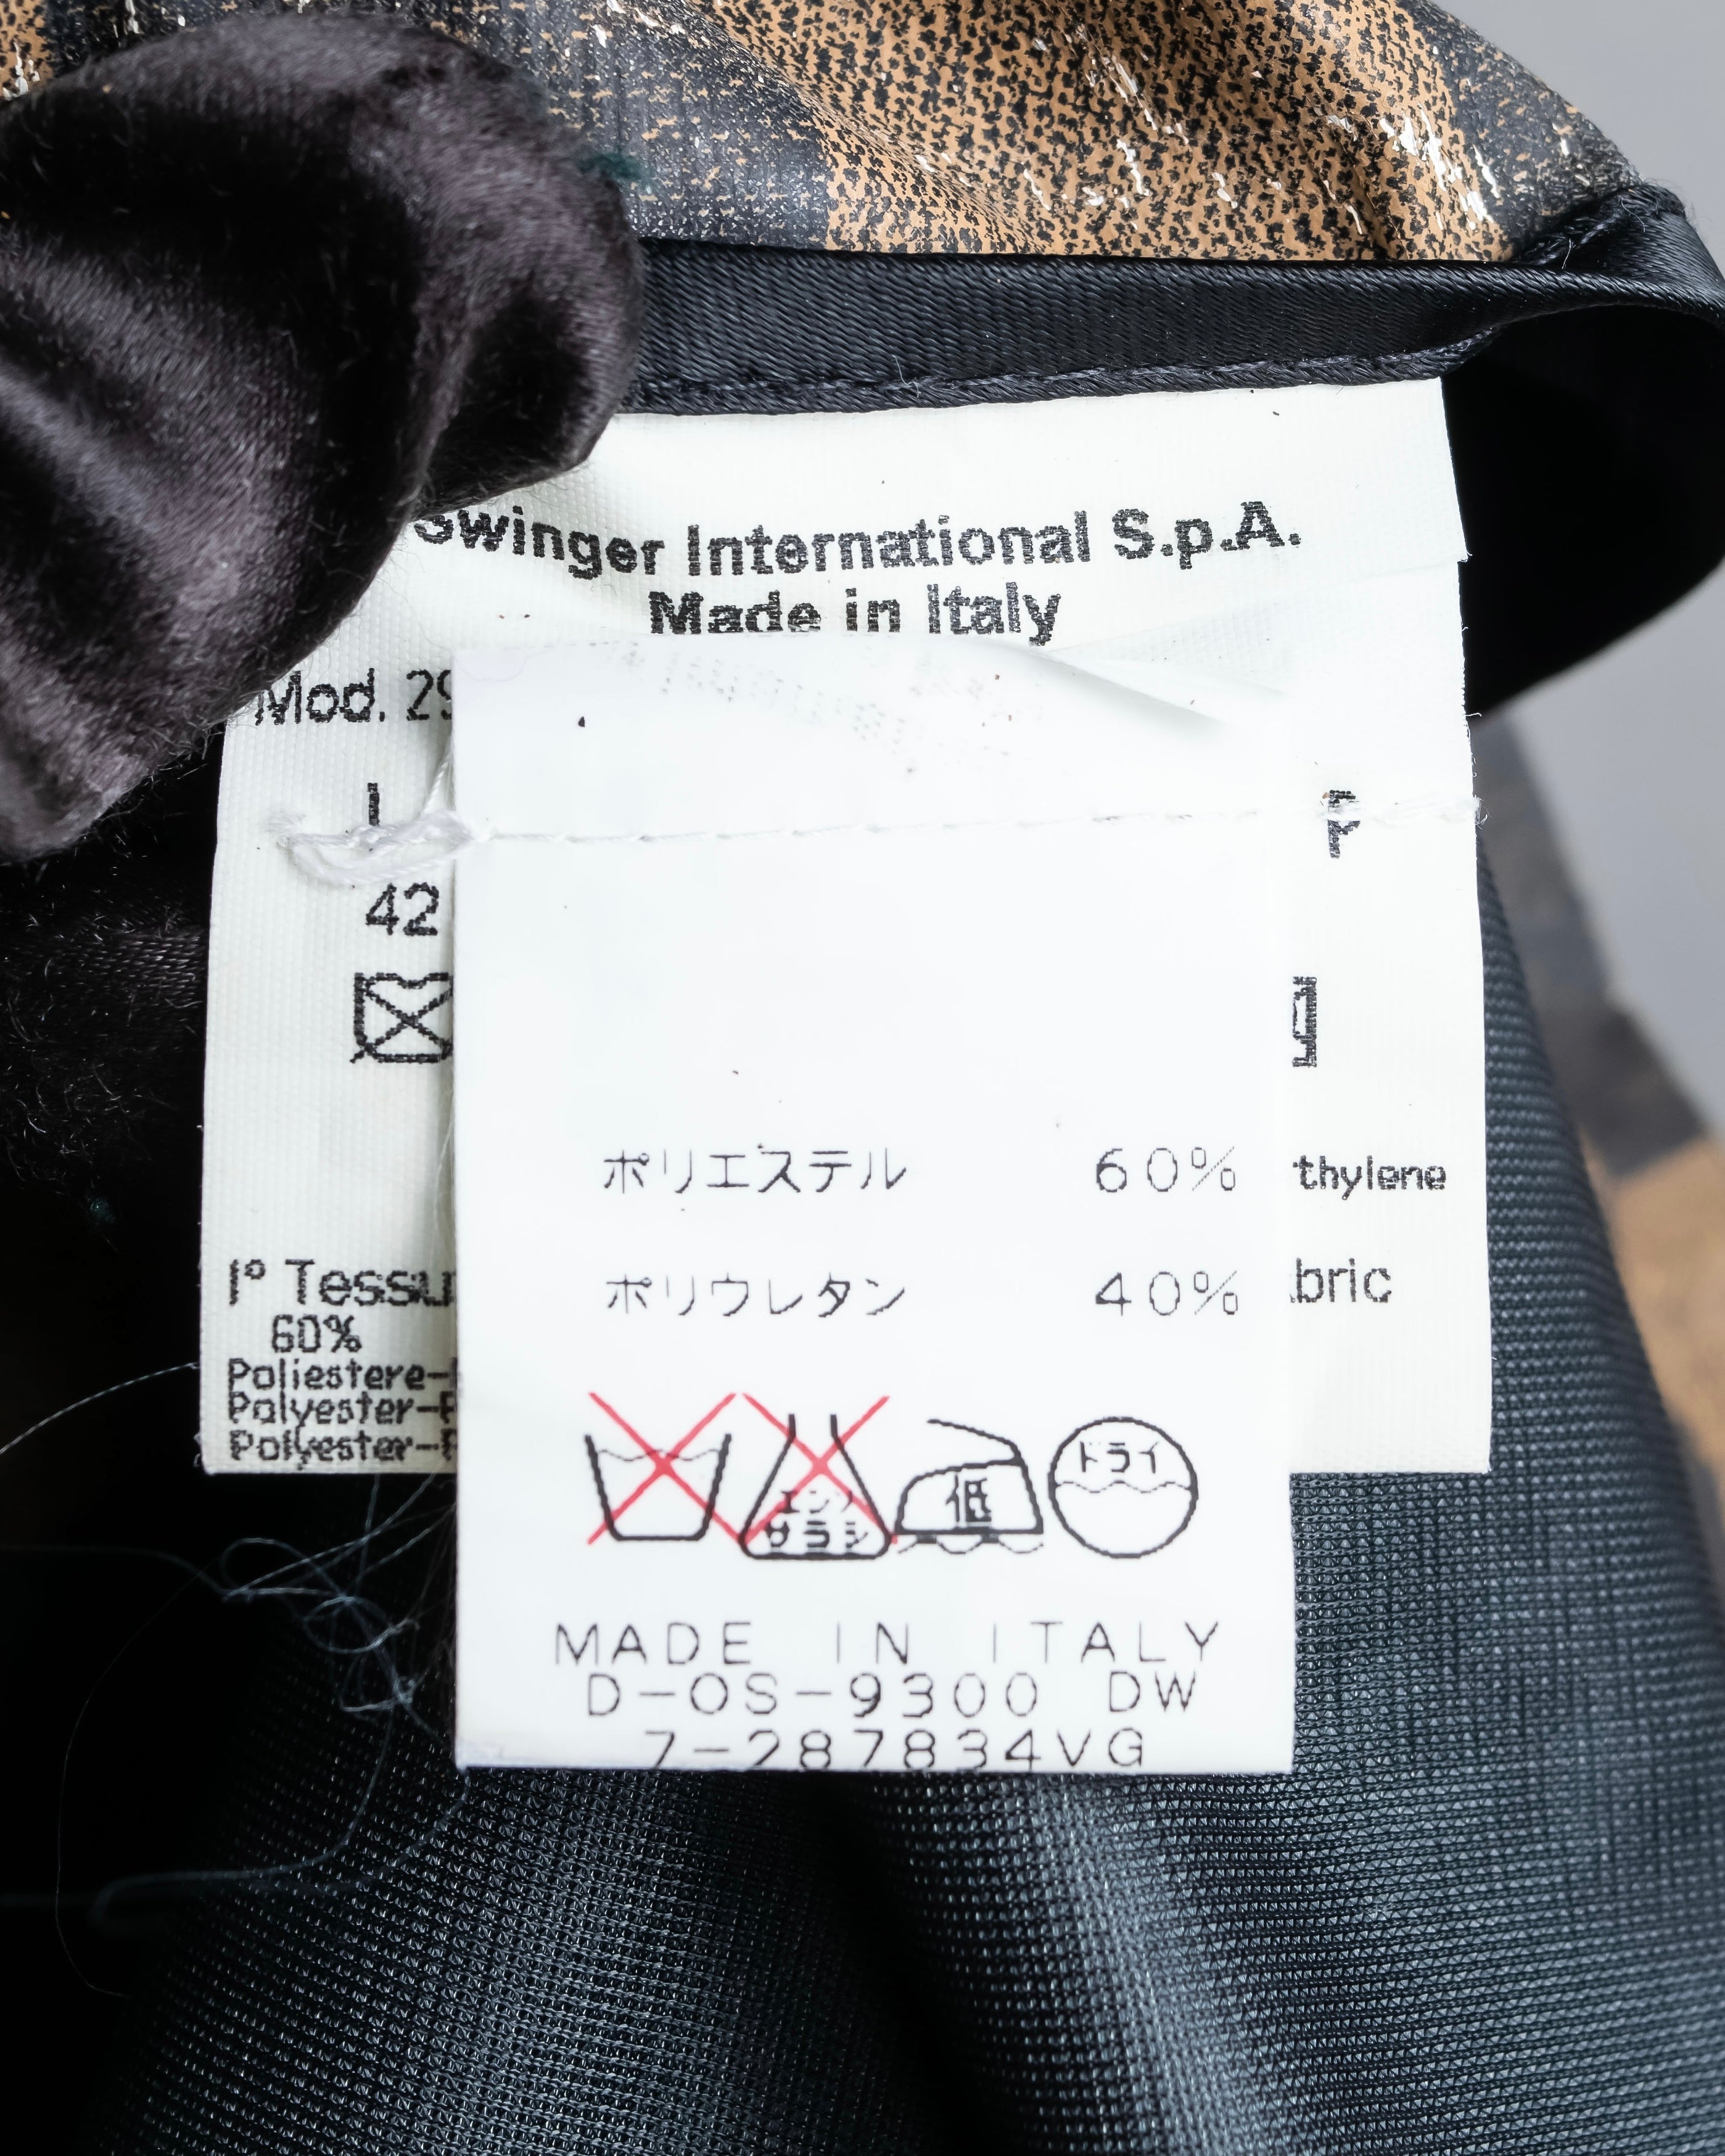 Swinger International S.p.A.
Made in Italy
Mod. 29
I
F
42
ポリエステル 60%
thylene
ポリウレタン 40%
I° Tessu
bric
60%
Poliestere-
Polyester-
Polyester-
エンソ
サラシ
低
ドライ
MADE IN ITALY
D-OS-9300 DW
7-287834VG